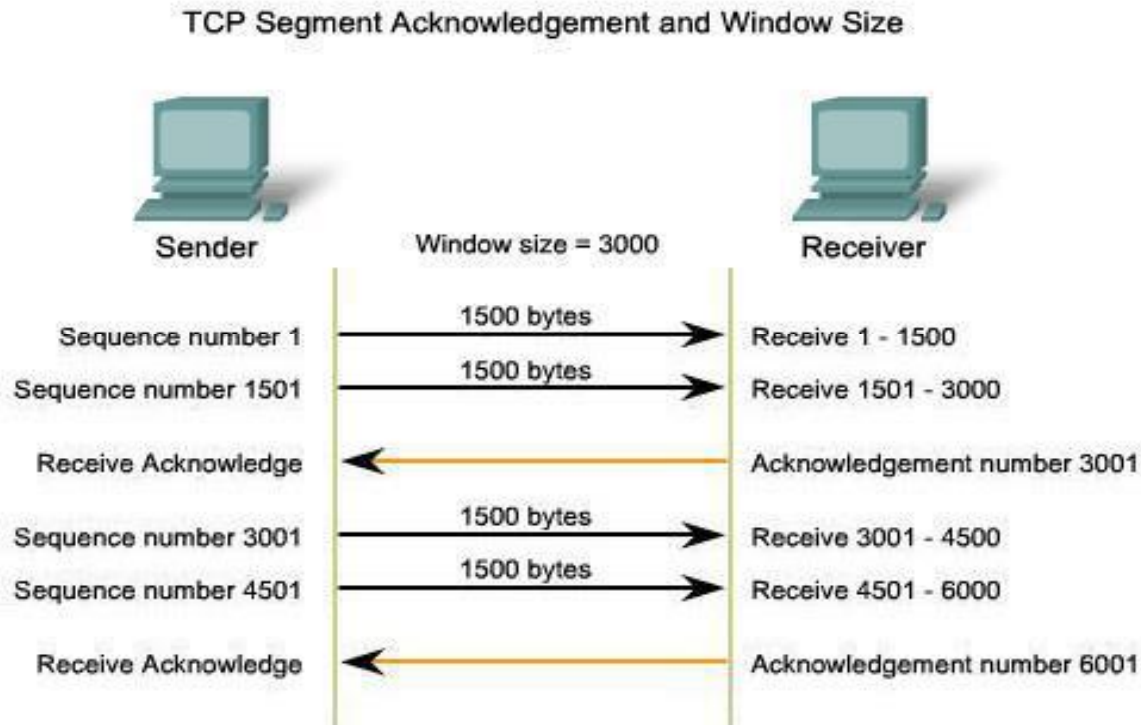 TCP Segment Acknowledgement and Window Size
Sender
Window size = 3000
Receiver
Sequence number 1
1500 bytes
Receive 1 - 1500
Sequence number 1501
1500 bytes
Receive 1501 - 3000
Receive Acknowledge
Acknowledgement number 3001
Sequence number 3001
1500 bytes
Receive 3001 - 4500
Sequence number 4501
1500 bytes
Receive 4501 - 6000
Receive Acknowledge
Acknowledgement number 6001